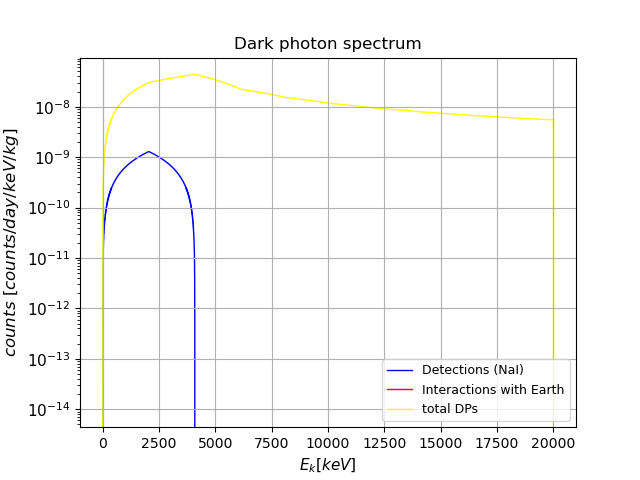 Dark photon spectrum
counts [counts/day/keV/kg]
10⁻⁸
10⁻⁹
10⁻¹⁰
10⁻¹¹
10⁻¹²
10⁻¹³
10⁻¹⁴
Detections (NaI)
Interactions with Earth
total DPs
0 2500 5000 7500 10000 12500 15000 17500 20000
Eₖ[keV]